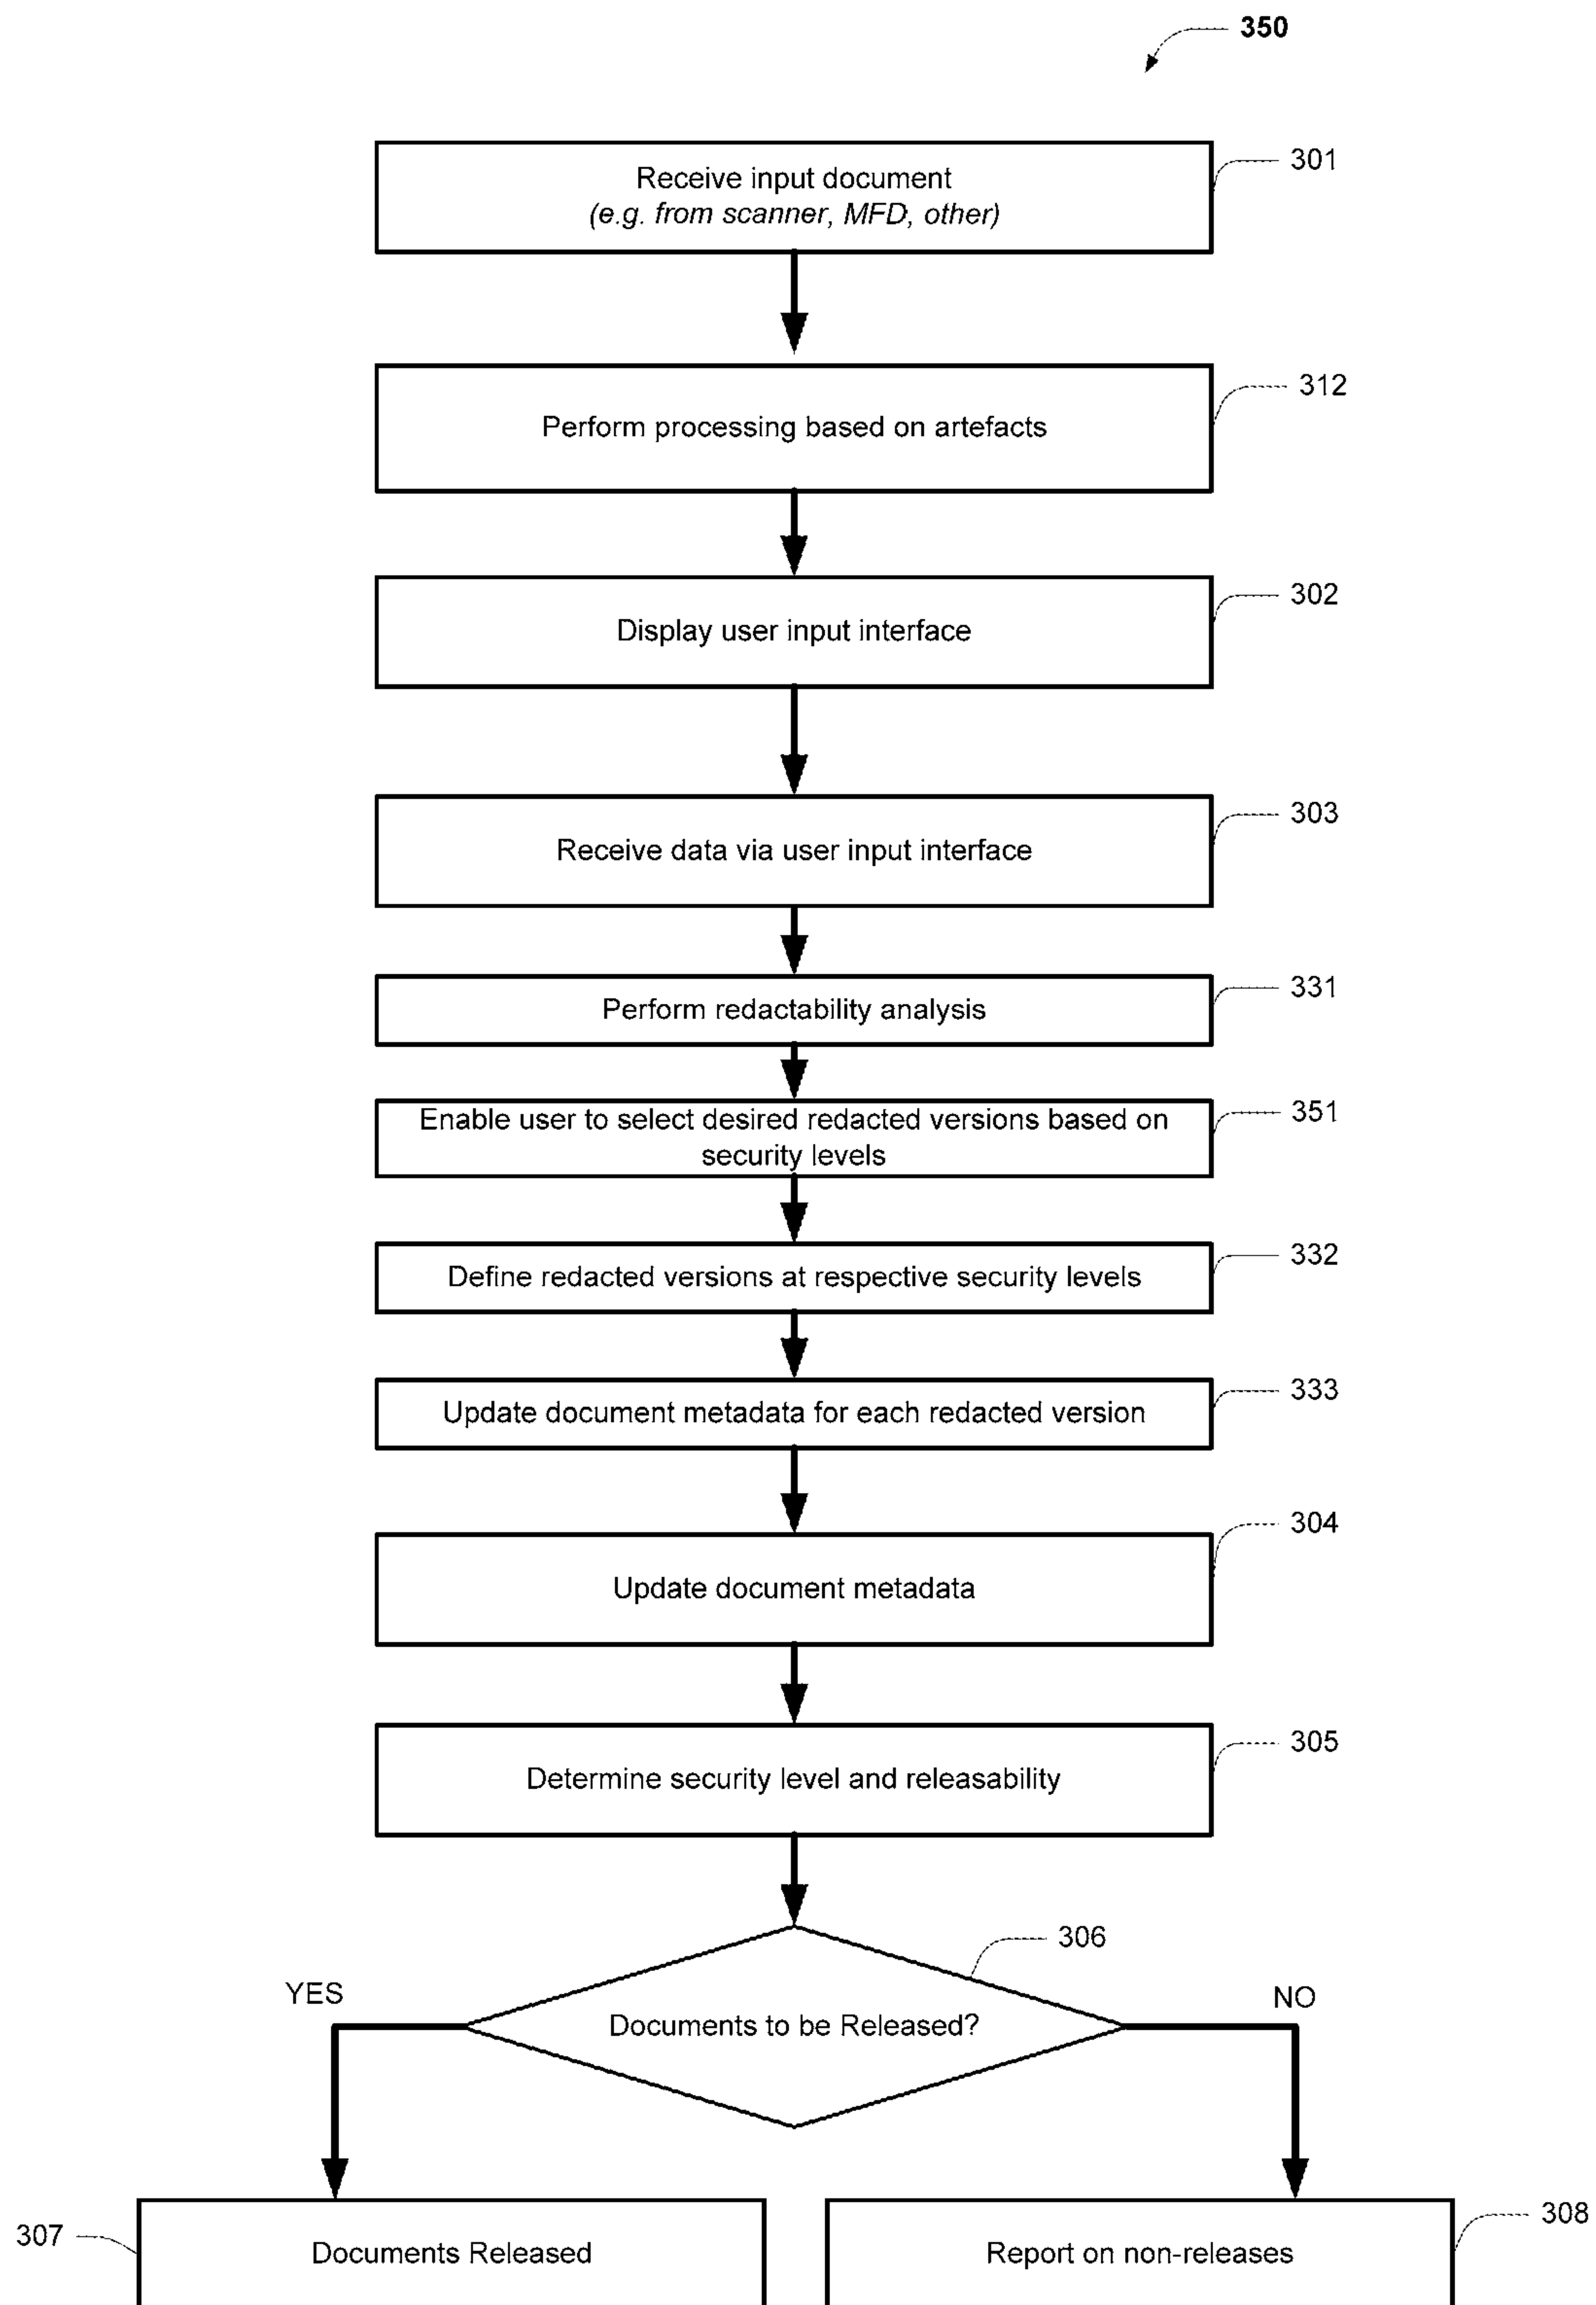 350
Receive input document
(e.g. from scanner, MFD, other)
301
Perform processing based on artefacts
312
Display user input interface
302
Receive data via user input interface
303
Perform redactability analysis
331
Enable user to select desired redacted versions based on
security levels
351
Define redacted versions at respective security levels
332
Update document metadata for each redacted version
333
Update document metadata
304
Determine security level and releasability
305
306
YES
NO
Documents to be Released?
307
Documents Released
Report on non-releases
308